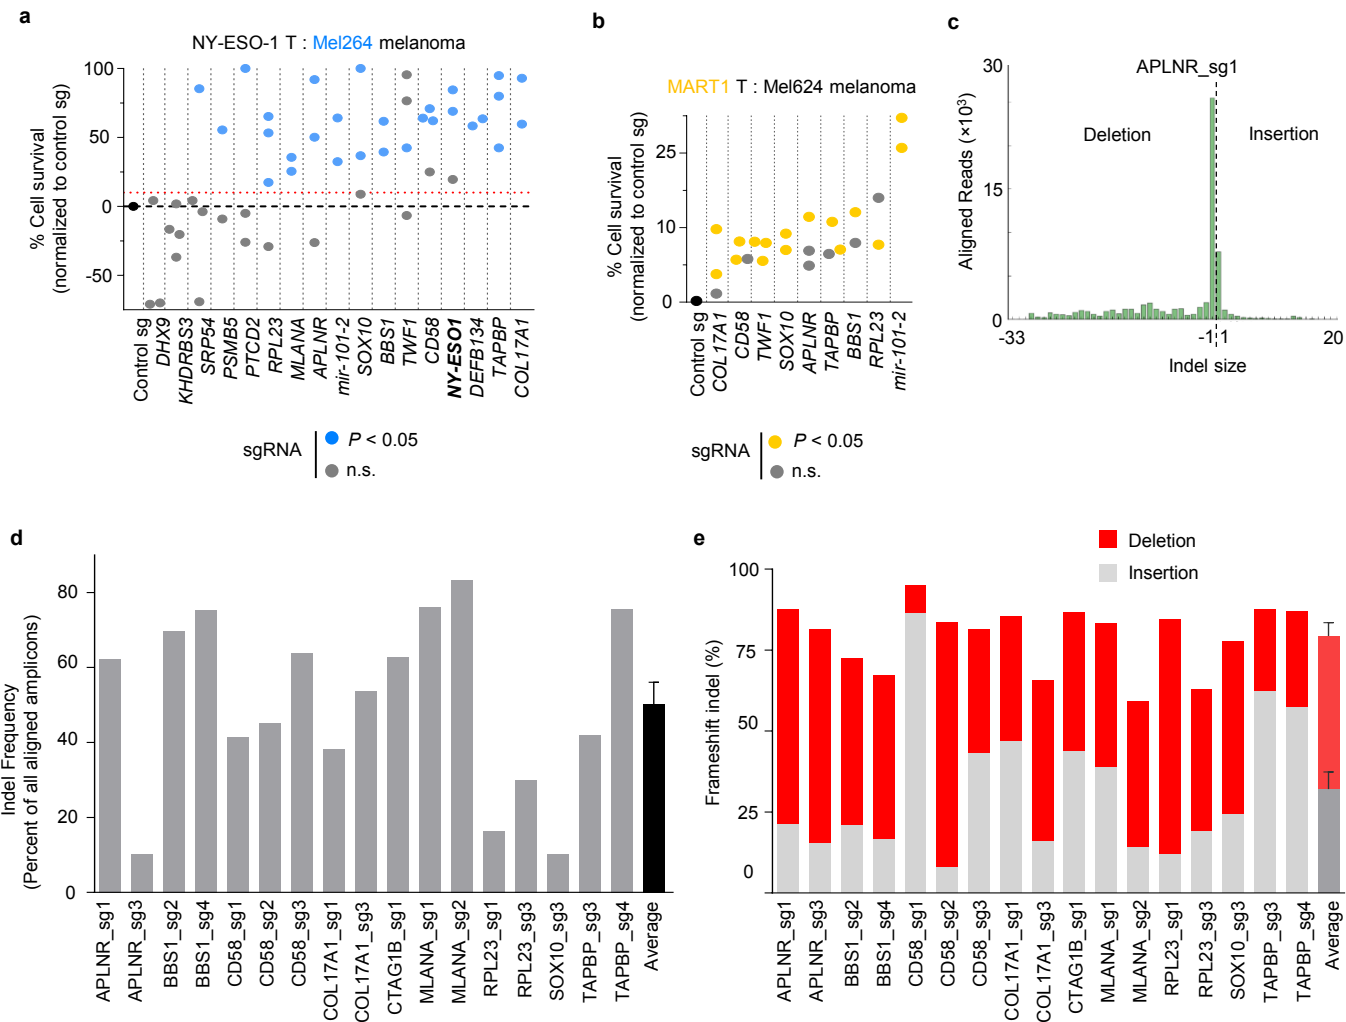 a
NY-ESO-1 T : Mel264 melanoma
% Cell survival
(normalized to control sg)
100
50
0
-50
Control sg
DHX9
KHDRBS3
SRP54
PSMB5
PTCD2
RPL23
MLANA
APLNR
mir-101-2
SOX10
BBS1
TWF1
CD58
NY-ESO1
DEFB134
TAPBP
COL17A1
sgRNA
P < 0.05
n.s.
b
MART1 T : Mel624 melanoma
% Cell survival
(normalized to control sg)
25
10
0
Control sg
COL17A1
CD58
TWF1
SOX10
APLNR
TAPBP
BBS1
RPL23
mir-101-2
sgRNA
P < 0.05
n.s.
c
APLNR_sg1
Aligned Reads (×10³)
30
15
0
Deletion
Insertion
-33
-1
1
20
Indel size
d
Indel Frequency
(Percent of all aligned amplicons)
80
60
40
20
0
APLNR_sg1
APLNR_sg3
BBS1_sg2
BBS1_sg4
CD58_sg1
CD58_sg2
CD58_sg3
COL17A1_sg1
COL17A1_sg3
CTAG1B_sg1
MLANA_sg1
MLANA_sg2
RPL23_sg1
RPL23_sg3
SOX10_sg3
TAPBP_sg3
TAPBP_sg4
Average
e
Deletion
Insertion
Frameshift indel (%)
100
75
50
25
0
APLNR_sg1
APLNR_sg3
BBS1_sg2
BBS1_sg4
CD58_sg1
CD58_sg2
CD58_sg3
COL17A1_sg1
COL17A1_sg3
CTAG1B_sg1
MLANA_sg1
MLANA_sg2
RPL23_sg1
RPL23_sg3
SOX10_sg3
TAPBP_sg3
TAPBP_sg4
Average